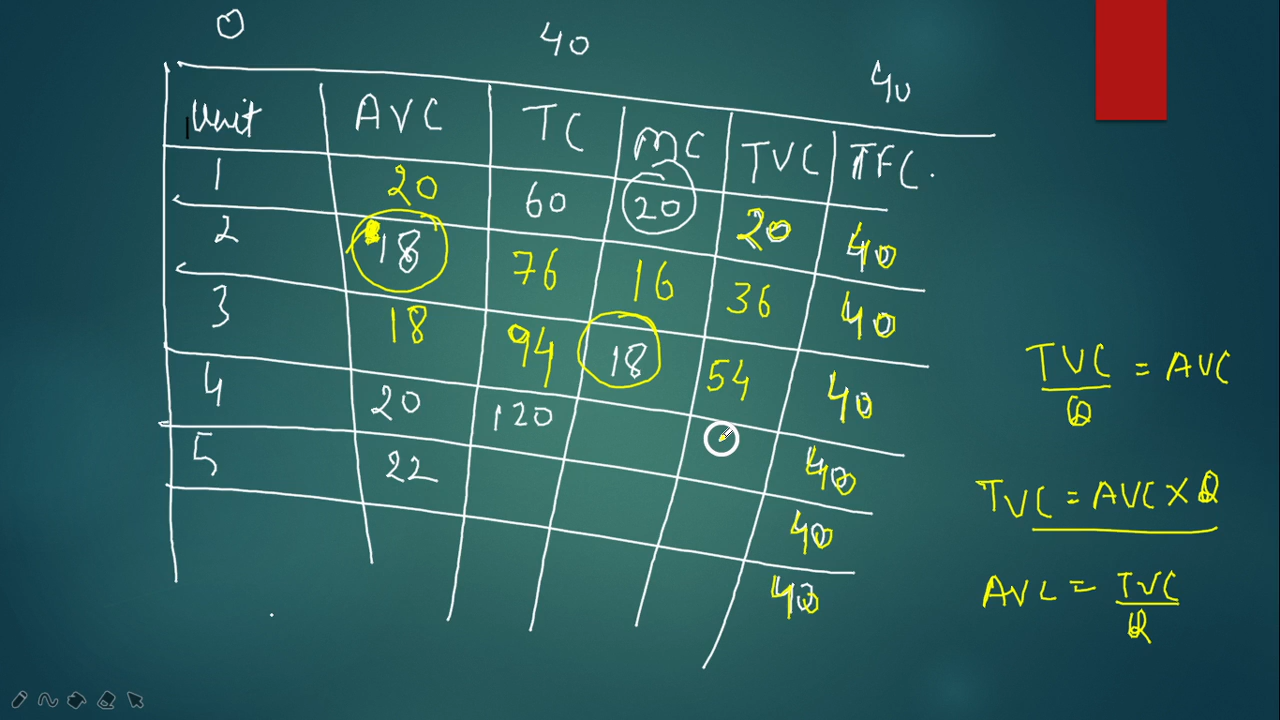 0 40 40
Unit AVC TC MC TVC TFC.
1 20 60 20 20 40
2 18 76 16 36 40
3 18 94 18 54 40
4 20 120 40
5 22 40
40
TVC/Q = AVC
TVC = AVC X Q
AVC = TVC/Q